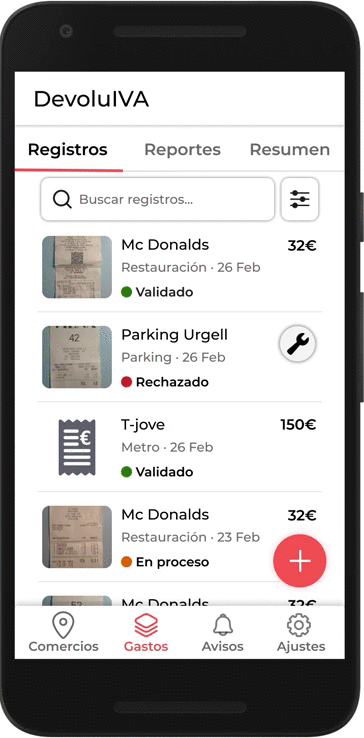 DevoluIVA
Registros Reportes Resumen
Buscar registros...
Mc Donalds 32€
Restauración · 26 Feb
Validado
42
Parking Urgell
Parking · 26 Feb
Rechazado
€
T-jove 150€
Metro · 26 Feb
Validado
Mc Donalds 32€
Restauración · 23 Feb
En proceso
52
Mc Donalds 32€
Comercios Gastos Avisos Ajustes